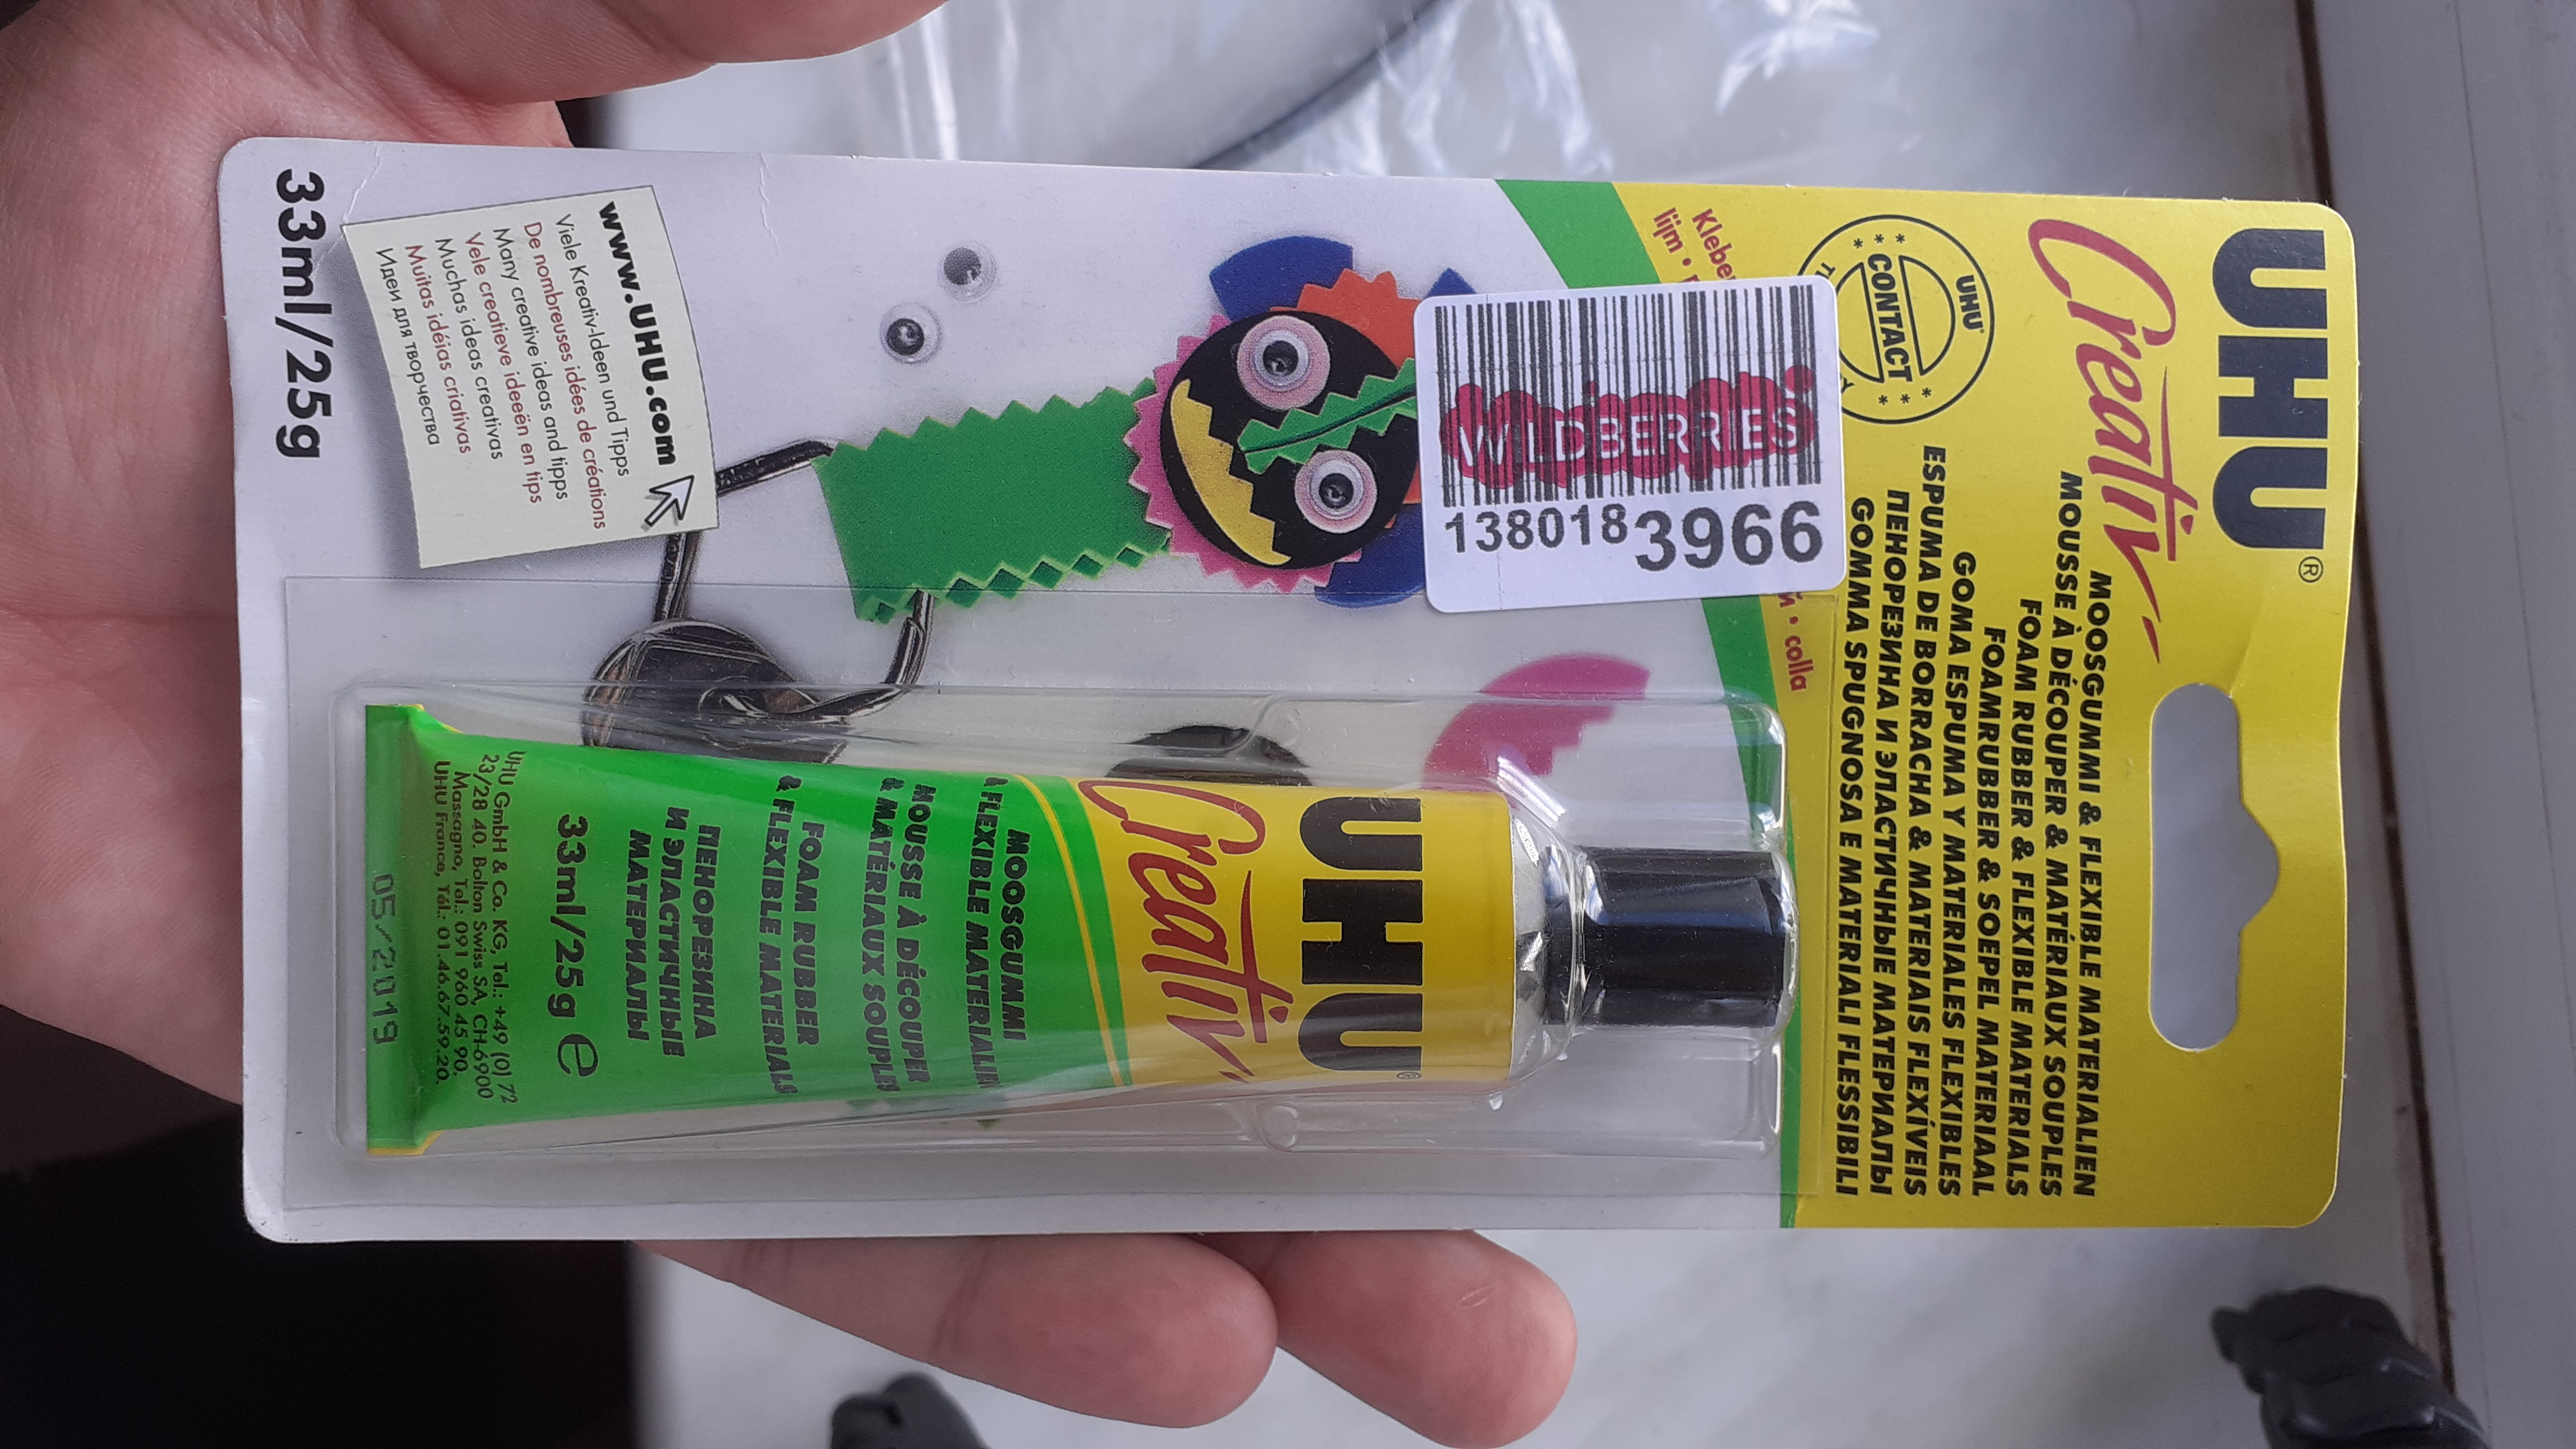 UHU®
Creativ
MOOSGUMMI & FLEXIBLE MATERIALIEN
MOUSSE À DÉCOUPER & MATÉRIAUX SOUPLES
FOAM RUBBER & FLEXIBLE MATERIALS
FOAMRUBBER & SOEPEL MATERIAAL
GOMA ESPUMA Y MATERIALES FLEXIBLES
ESPUMA DE BORRACHA & MATERIAIS FLEXÍVEIS
ПЕНОРЕЗИНА И ЭЛАСТИЧНЫЕ МАТЕРИАЛЫ
GOMMA SPUGNOSA E MATERIALI FLESSIBILI
UHU®
CONTACT
lijm •
• colla
WILDBERRIES
1380183966
www.UHU.com
Viele Kreativ-Ideen und Tipps
De nombreuses idées de créations
Many creative ideas and tipps
Vele creatieve ideeën en tips
Muchas ideas creativas
Muitas idéias criativas
Идеи для творчества
33ml/25g
UHU®
Creativ
MOOSGUMMI
& FLEXIBLE MATERIALIEN
MOUSSE À DÉCOUPER
& MATÉRIAUX SOUPLES
FOAM RUBBER
& FLEXIBLE MATERIALS
ПЕНОРЕЗИНА
И ЭЛАСТИЧНЫЕ
МАТЕРИАЛЫ
33ml/25g e
UHU GmbH & Co. KG, Tel.: +49 (0) 72
23/28 40. Bolton Swiss SA, CH-6900
Massagno, Tel.: 091 960 45 90.
UHU France, Tél.: 01.46.67.59.20.
05/2019